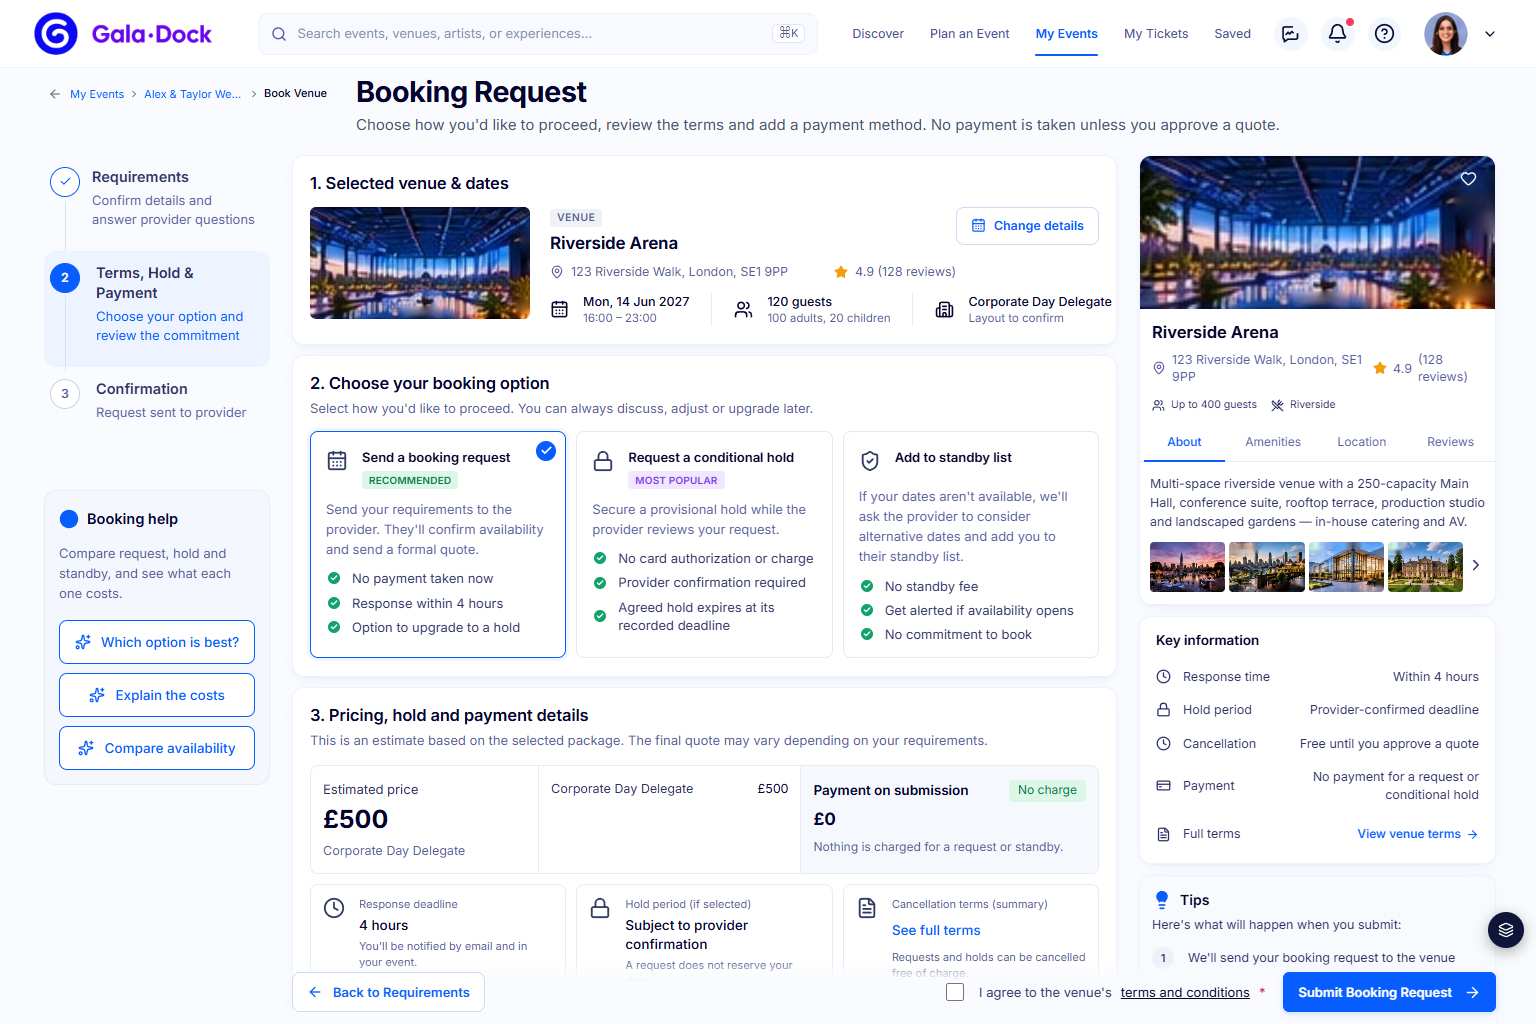 Gala·Dock
Search events, venues, artists, or experiences...
⌘K
Discover
Plan an Event
My Events
My Tickets
Saved
My Events
Alex & Taylor We...
Book Venue
Booking Request
Choose how you'd like to proceed, review the terms and add a payment method. No payment is taken unless you approve a quote.
Requirements
Confirm details and
answer provider questions
2
Terms, Hold &
Payment
Choose your option and
review the commitment
3
Confirmation
Request sent to provider
Booking help
Compare request, hold and
standby, and see what each
one costs.
Which option is best?
Explain the costs
Compare availability
1. Selected venue & dates
VENUE
Riverside Arena
123 Riverside Walk, London, SE1 9PP
4.9 (128 reviews)
Change details
Mon, 14 Jun 2027
16:00 – 23:00
120 guests
100 adults, 20 children
Corporate Day Delegate
Layout to confirm
2. Choose your booking option
Select how you'd like to proceed. You can always discuss, adjust or upgrade later.
Send a booking request
RECOMMENDED
Send your requirements to the
provider. They'll confirm availability
and send a formal quote.
No payment taken now
Response within 4 hours
Option to upgrade to a hold
Request a conditional hold
MOST POPULAR
Secure a provisional hold while the
provider reviews your request.
No card authorization or charge
Provider confirmation required
Agreed hold expires at its
recorded deadline
Add to standby list
If your dates aren't available, we'll
ask the provider to consider
alternative dates and add you to
their standby list.
No standby fee
Get alerted if availability opens
No commitment to book
3. Pricing, hold and payment details
This is an estimate based on the selected package. The final quote may vary depending on your requirements.
Estimated price
£500
Corporate Day Delegate
Corporate Day Delegate
£500
Payment on submission
No charge
£0
Nothing is charged for a request or standby.
Response deadline
4 hours
You'll be notified by email and in
your event.
Hold period (if selected)
Subject to provider
confirmation
A request does not reserve your
Cancellation terms (summary)
See full terms
Requests and holds can be cancelled
free of charge.
Back to Requirements
I agree to the venue's terms and conditions *
Submit Booking Request
Riverside Arena
123 Riverside Walk, London, SE1
9PP
4.9
(128
reviews)
Up to 400 guests
Riverside
About
Amenities
Location
Reviews
Multi-space riverside venue with a 250-capacity Main
Hall, conference suite, rooftop terrace, production studio
and landscaped gardens — in-house catering and AV.
Key information
Response time
Within 4 hours
Hold period
Provider-confirmed deadline
Cancellation
Free until you approve a quote
Payment
No payment for a request or
conditional hold
Full terms
View venue terms
Tips
Here's what will happen when you submit:
1
We'll send your booking request to the venue